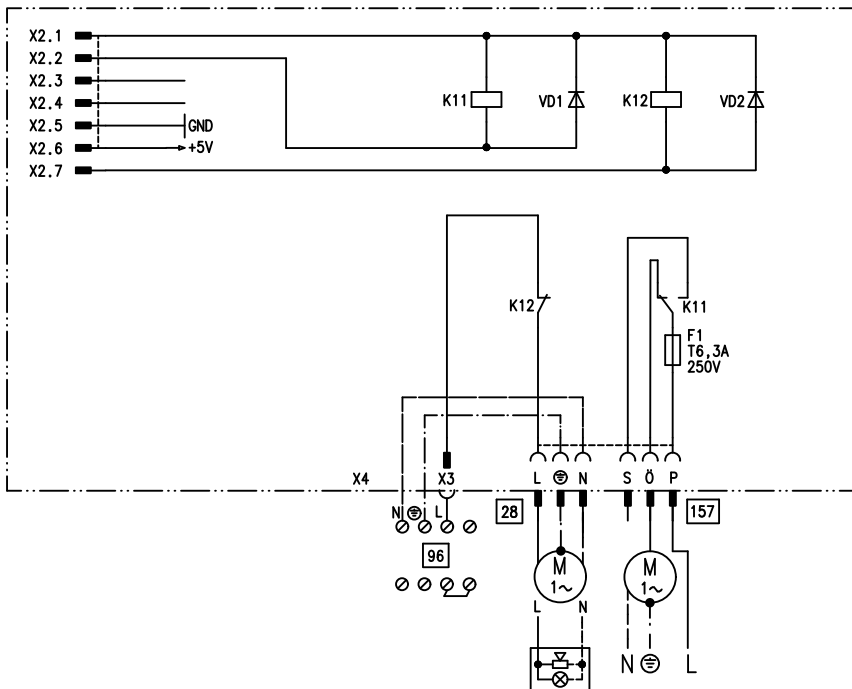 X2.1
X2.2
X2.3
X2.4
X2.5 GND
X2.6 +5V
X2.7
K11 VD1 K12 VD2
K12 K11
F1
T6,3A
250V
X4 X3 L N S Ö P
N L 28 157
96
M M
1~ 1~
L N
N L